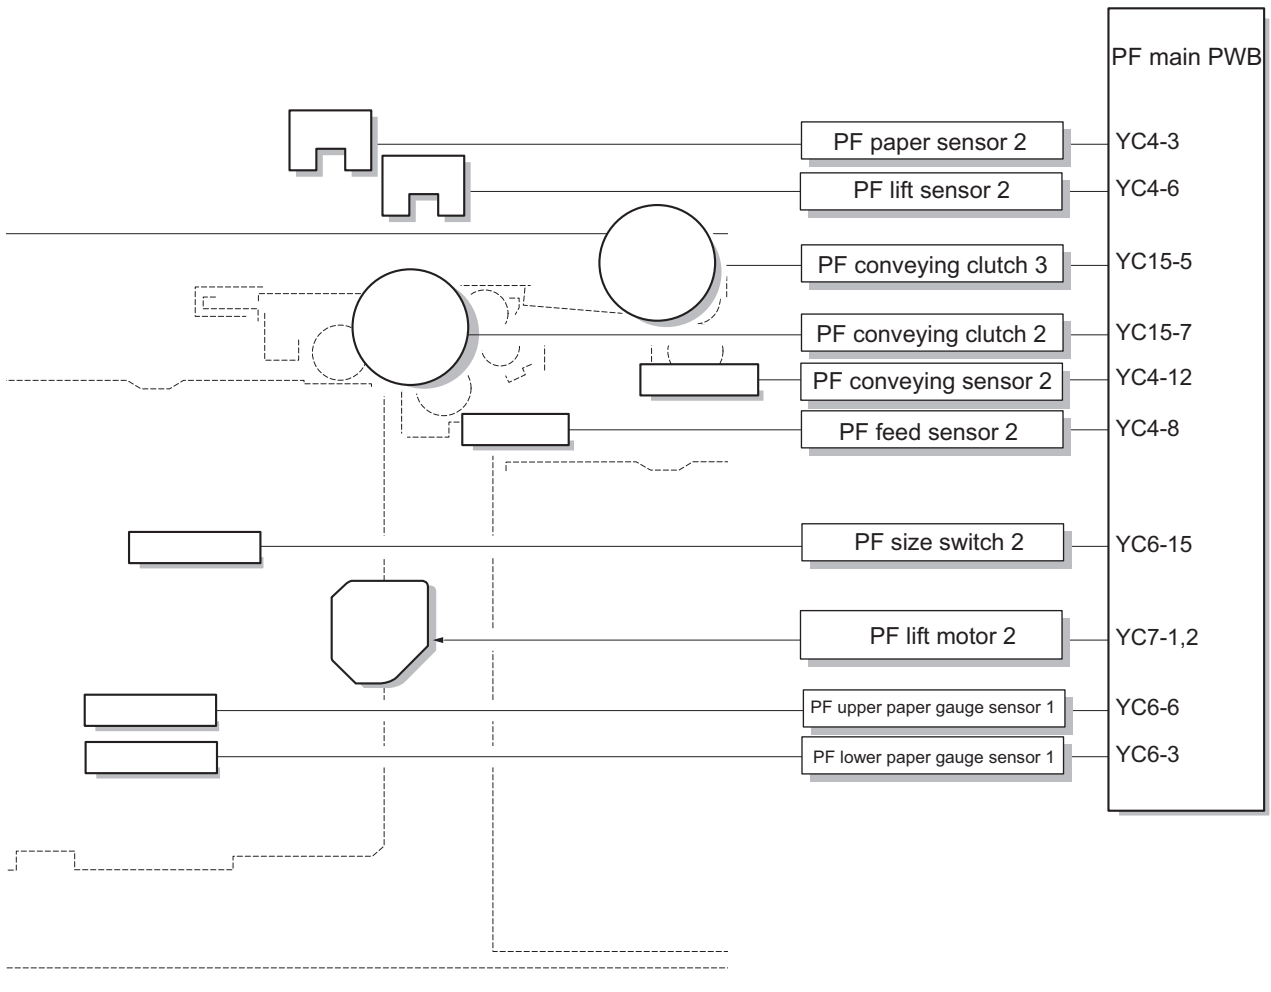 PF main PWB
PF paper sensor 2 YC4-3
PF lift sensor 2 YC4-6
PF conveying clutch 3 YC15-5
PF conveying clutch 2 YC15-7
PF conveying sensor 2 YC4-12
PF feed sensor 2 YC4-8
PF size switch 2 YC6-15
PF lift motor 2 YC7-1,2
PF upper paper gauge sensor 1 YC6-6
PF lower paper gauge sensor 1 YC6-3